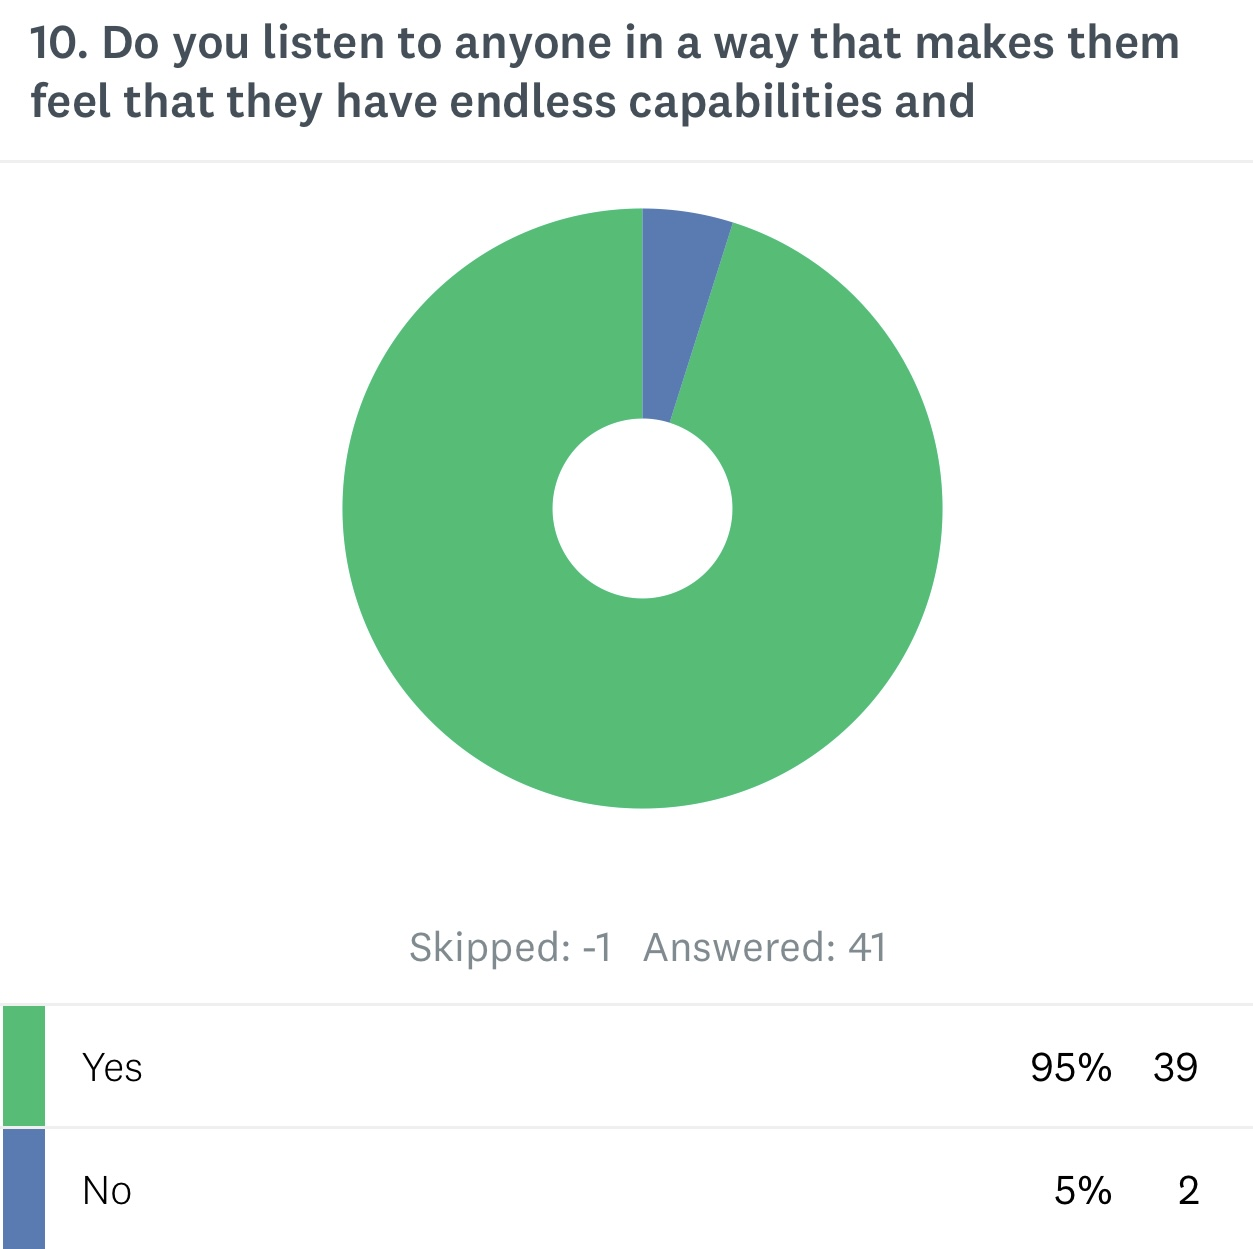 10. Do you listen to anyone in a way that makes them
feel that they have endless capabilities and
Skipped: -1 Answered: 41
Yes 95% 39
No 5% 2